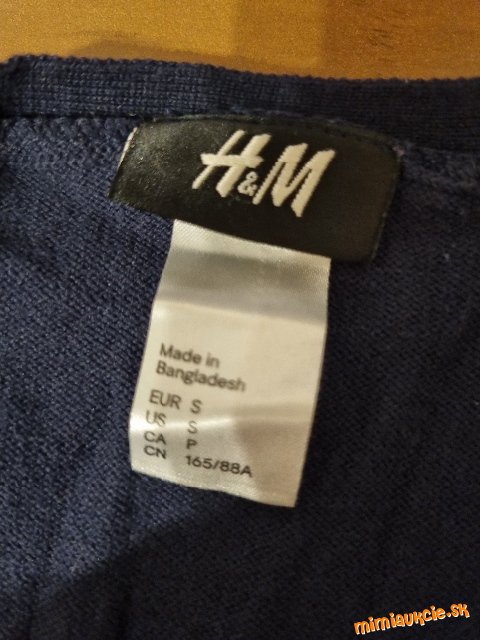 H&M
Made in
Bangladesh
EUR S
US S
CA P
CN 165/88A
mimiaukcie.sk